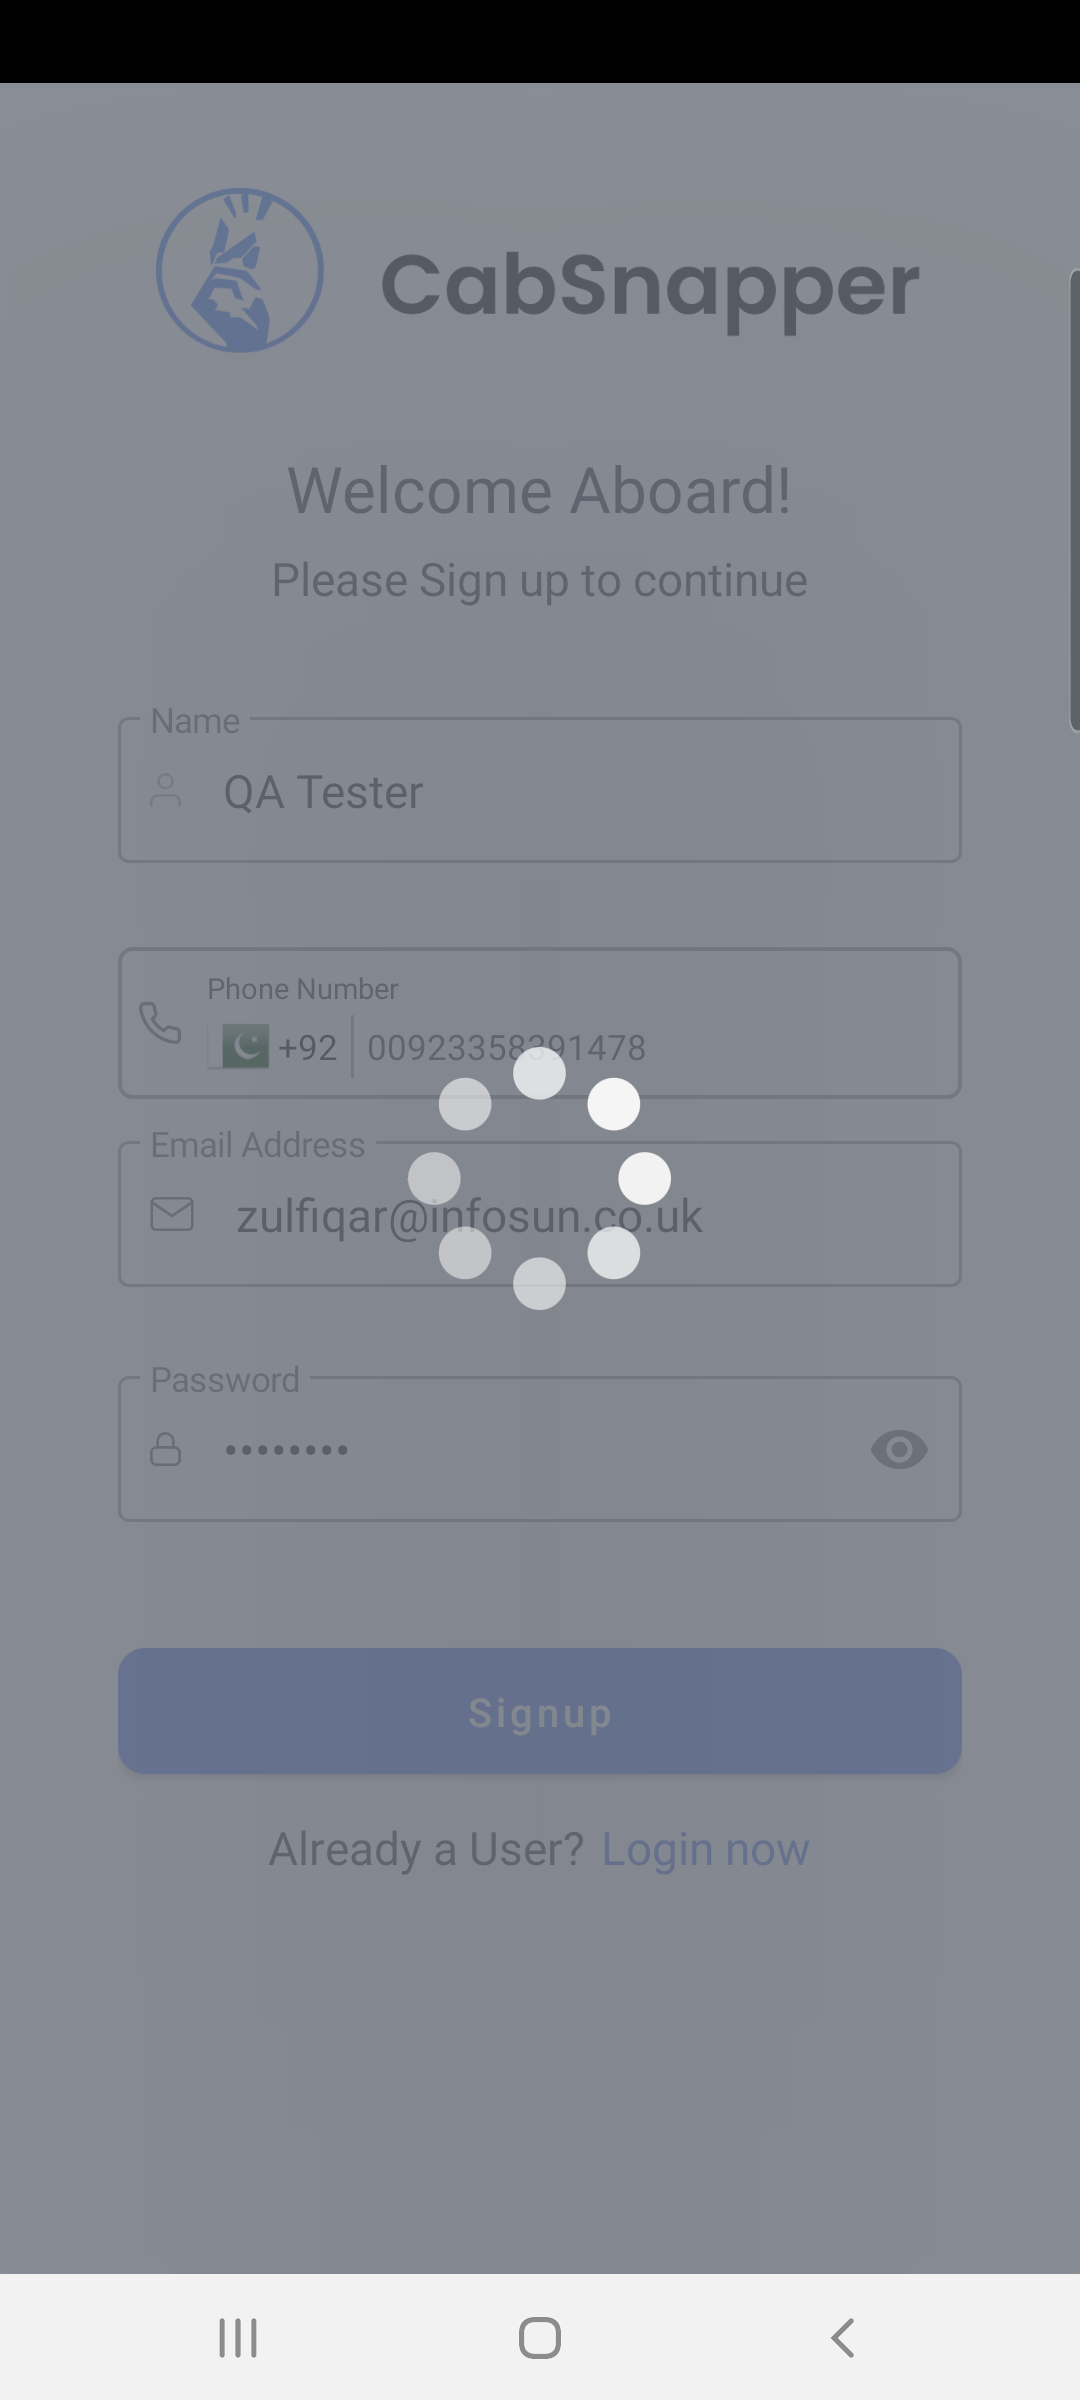 CabSnapper
Welcome Aboard!
Please Sign up to continue
Name
QA Tester
Phone Number
+92 00923358391478
Email Address
zulfiqar@infosun.co.uk
Password
••••••••
Signup
Already a User? Login now